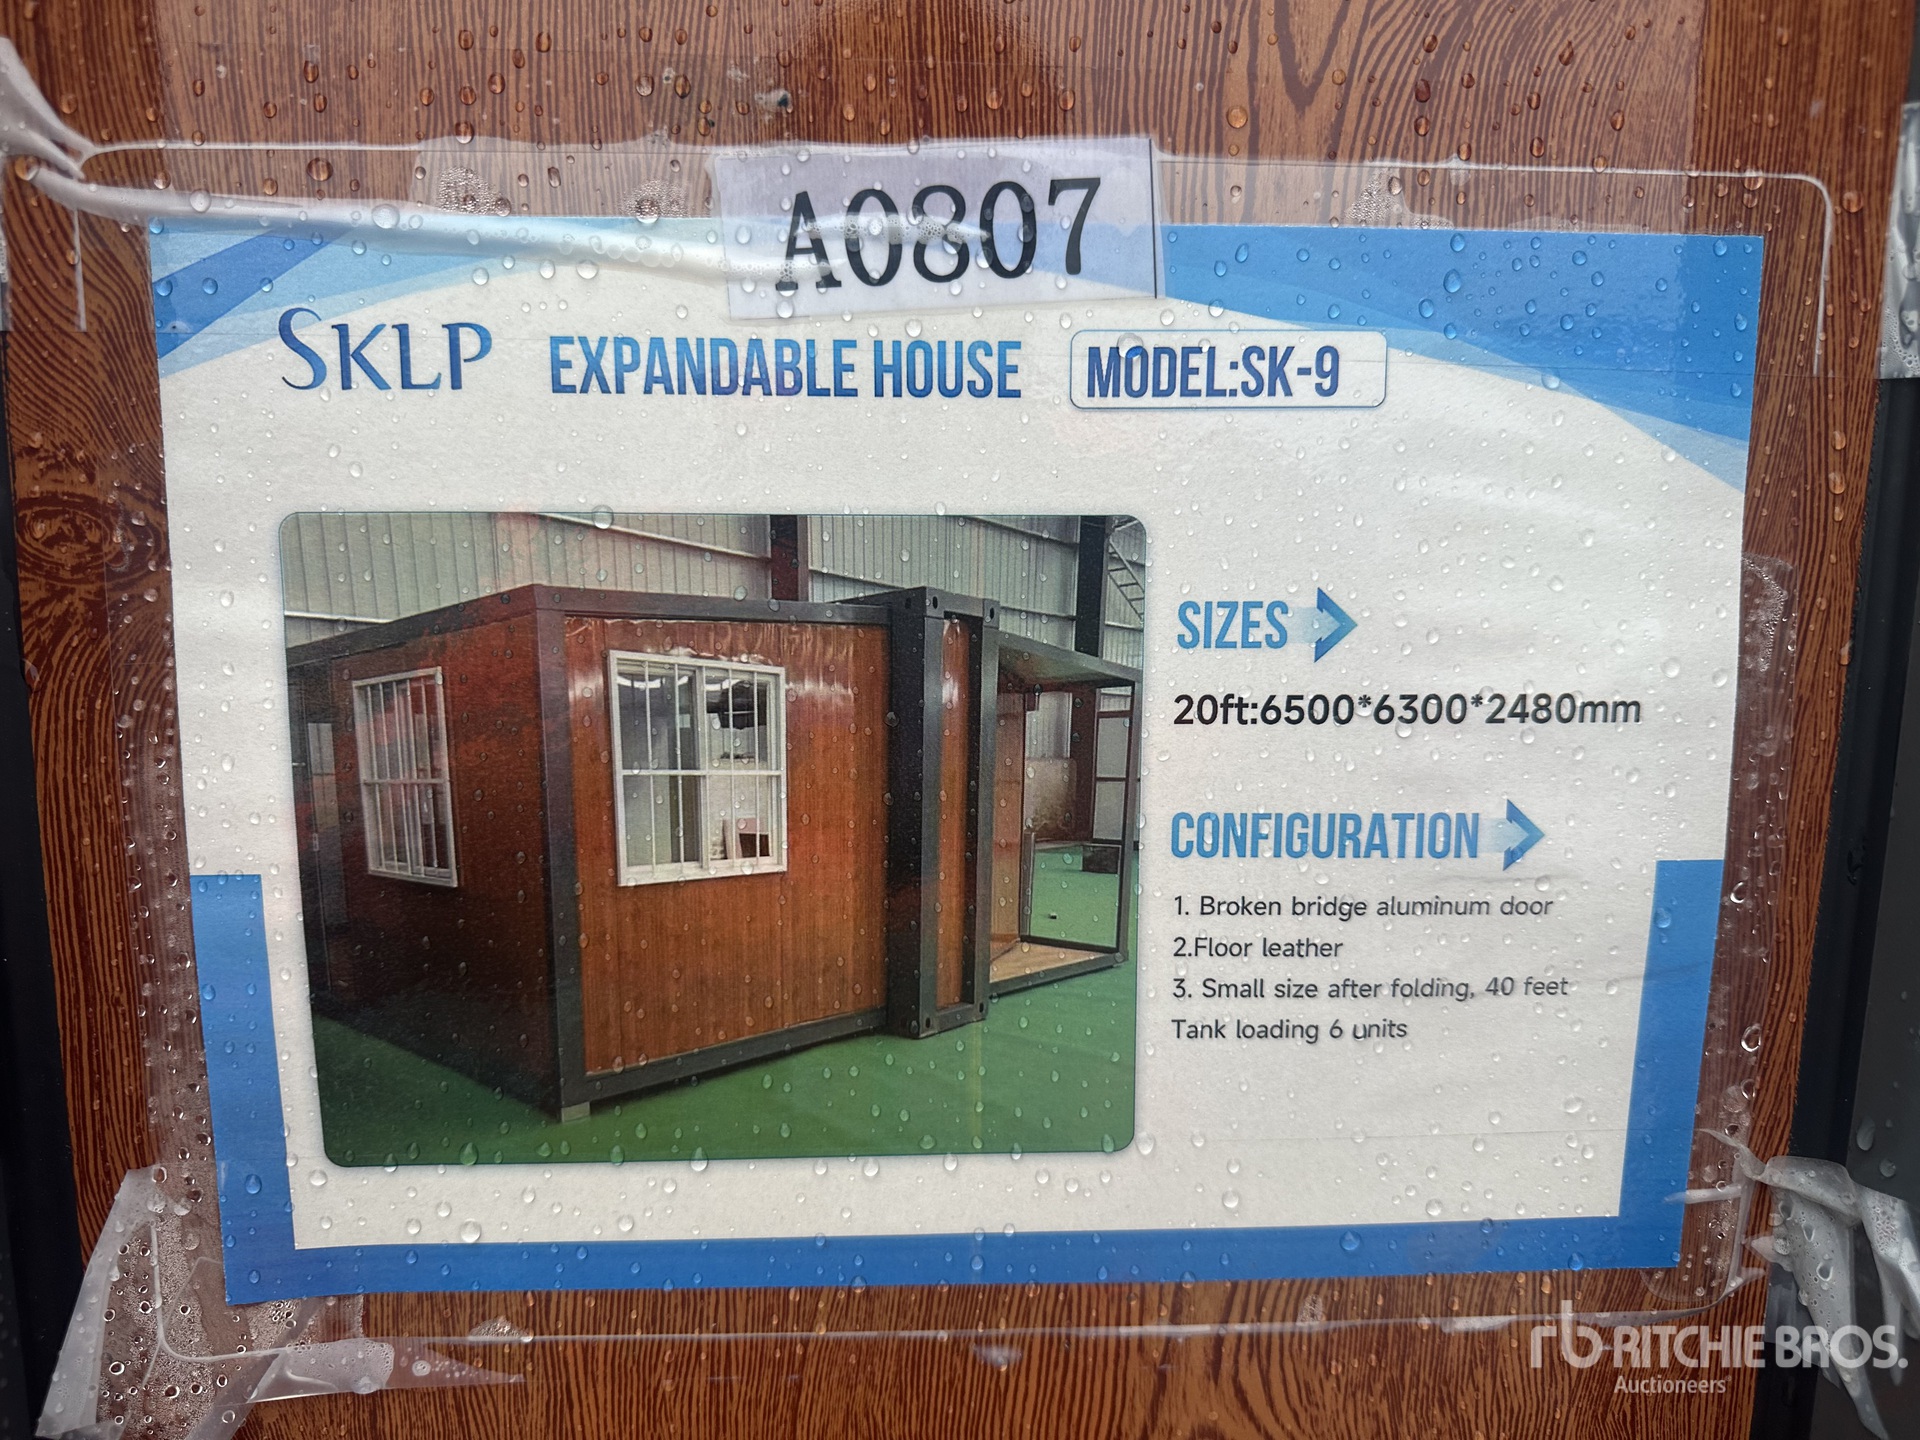 A0807
SKLP EXPANDABLE HOUSE MODEL:SK-9
SIZES
20ft:6500*6300*2480mm
CONFIGURATION
1. Broken bridge aluminum door
2.Floor leather
3. Small size after folding, 40 feet
Tank loading 6 units
rb RITCHIE BROS.
Auctioneers